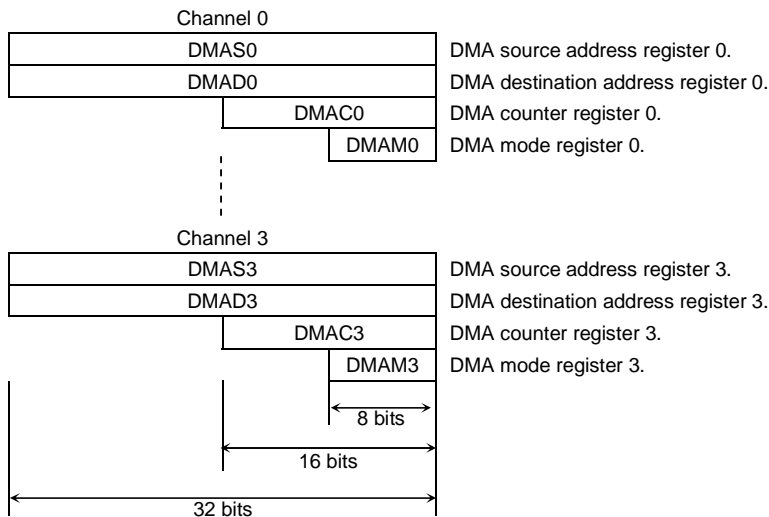 Channel 0
DMAS0 DMA source address register 0.
DMAD0 DMA destination address register 0.
DMAC0 DMA counter register 0.
DMAM0 DMA mode register 0.
Channel 3
DMAS3 DMA source address register 3.
DMAD3 DMA destination address register 3.
DMAC3 DMA counter register 3.
DMAM3 DMA mode register 3.
8 bits
16 bits
32 bits